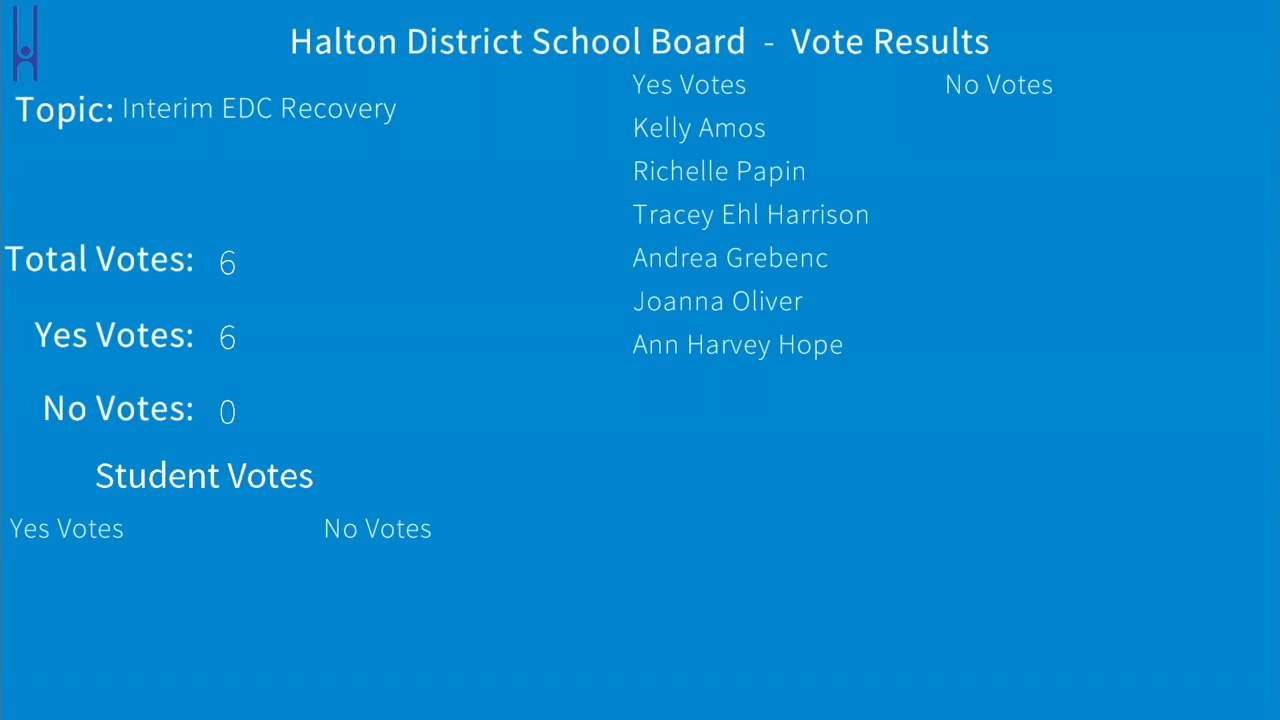 Halton District School Board - Vote Results
Topic: Interim EDC Recovery
Total Votes: 6
Yes Votes: 6
No Votes: 0
Student Votes
Yes Votes No Votes
Yes Votes No Votes
Kelly Amos
Richelle Papin
Tracey Ehl Harrison
Andrea Grebenc
Joanna Oliver
Ann Harvey Hope